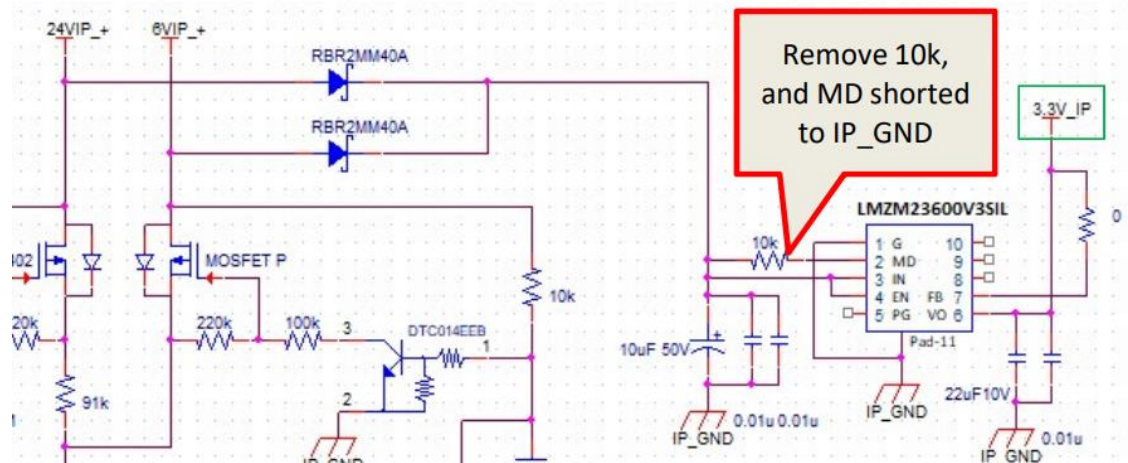 24VIP_+ 6VIP_+
RBR2MM40A
RBR2MM40A
Remove 10k,
and MD shorted
to IP_GND
3.3V_IP
LMZM23600V3SIL
0
10k
1 G 10
2 MD 9
3 IN 8
4 EN FB 7
5 PG VO 6
Pad-11
MOSFET P
10k
20k
220k
100k
3
DTC014EEB
1
2
91k
10uF 50V
+
IP_GND
0.01u 0.01u
IP_GND
22uF10V
IP_GND
0.01u